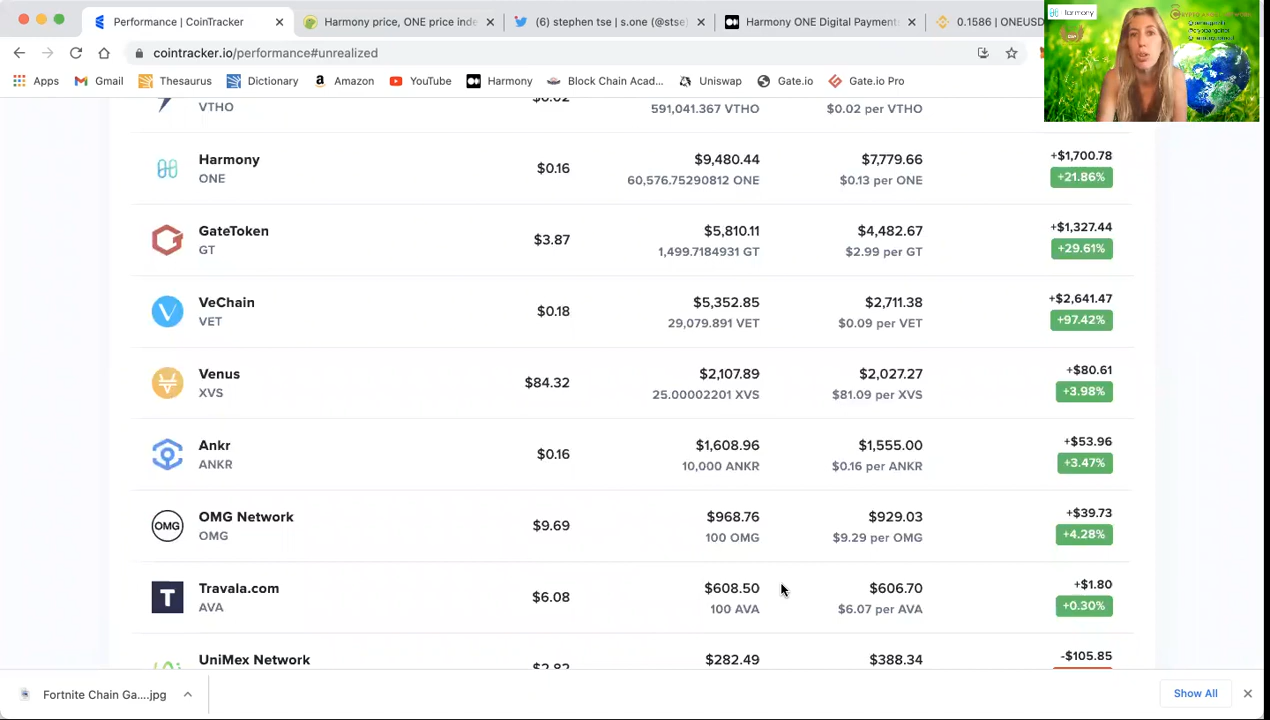 Performance | CoinTracker
Harmony price, ONE price inde
(6) stephen tse | s.one (@stse
Harmony ONE Digital Payment
0.1586 | ONEUSD
cointracker.io/performance#unrealized
Harmony
Apps
Gmail
Thesaurus
Dictionary
Amazon
YouTube
Harmony
Block Chain Acad...
Uniswap
Gate.io
Gate.io Pro
VTHO
$0.02
591,041.367 VTHO
$0.02 per VTHO
Harmony
ONE
$0.16
$9,480.44
60,576.75290812 ONE
$7,779.66
$0.13 per ONE
+$1,700.78
+21.86%
GateToken
GT
$3.87
$5,810.11
1,499.7184931 GT
$4,482.67
$2.99 per GT
+$1,327.44
+29.61%
VeChain
VET
$0.18
$5,352.85
29,079.891 VET
$2,711.38
$0.09 per VET
+$2,641.47
+97.42%
Venus
XVS
$84.32
$2,107.89
25.00002201 XVS
$2,027.27
$81.09 per XVS
+$80.61
+3.98%
Ankr
ANKR
$0.16
$1,608.96
10,000 ANKR
$1,555.00
$0.16 per ANKR
+$53.96
+3.47%
OMG
OMG Network
OMG
$9.69
$968.76
100 OMG
$929.03
$9.29 per OMG
+$39.73
+4.28%
T
Travala.com
AVA
$6.08
$608.50
100 AVA
$606.70
$6.07 per AVA
+$1.80
+0.30%
UniMex Network
$2.82
$282.49
$388.34
-$105.85
Fortnite Chain Ga....jpg
Show All